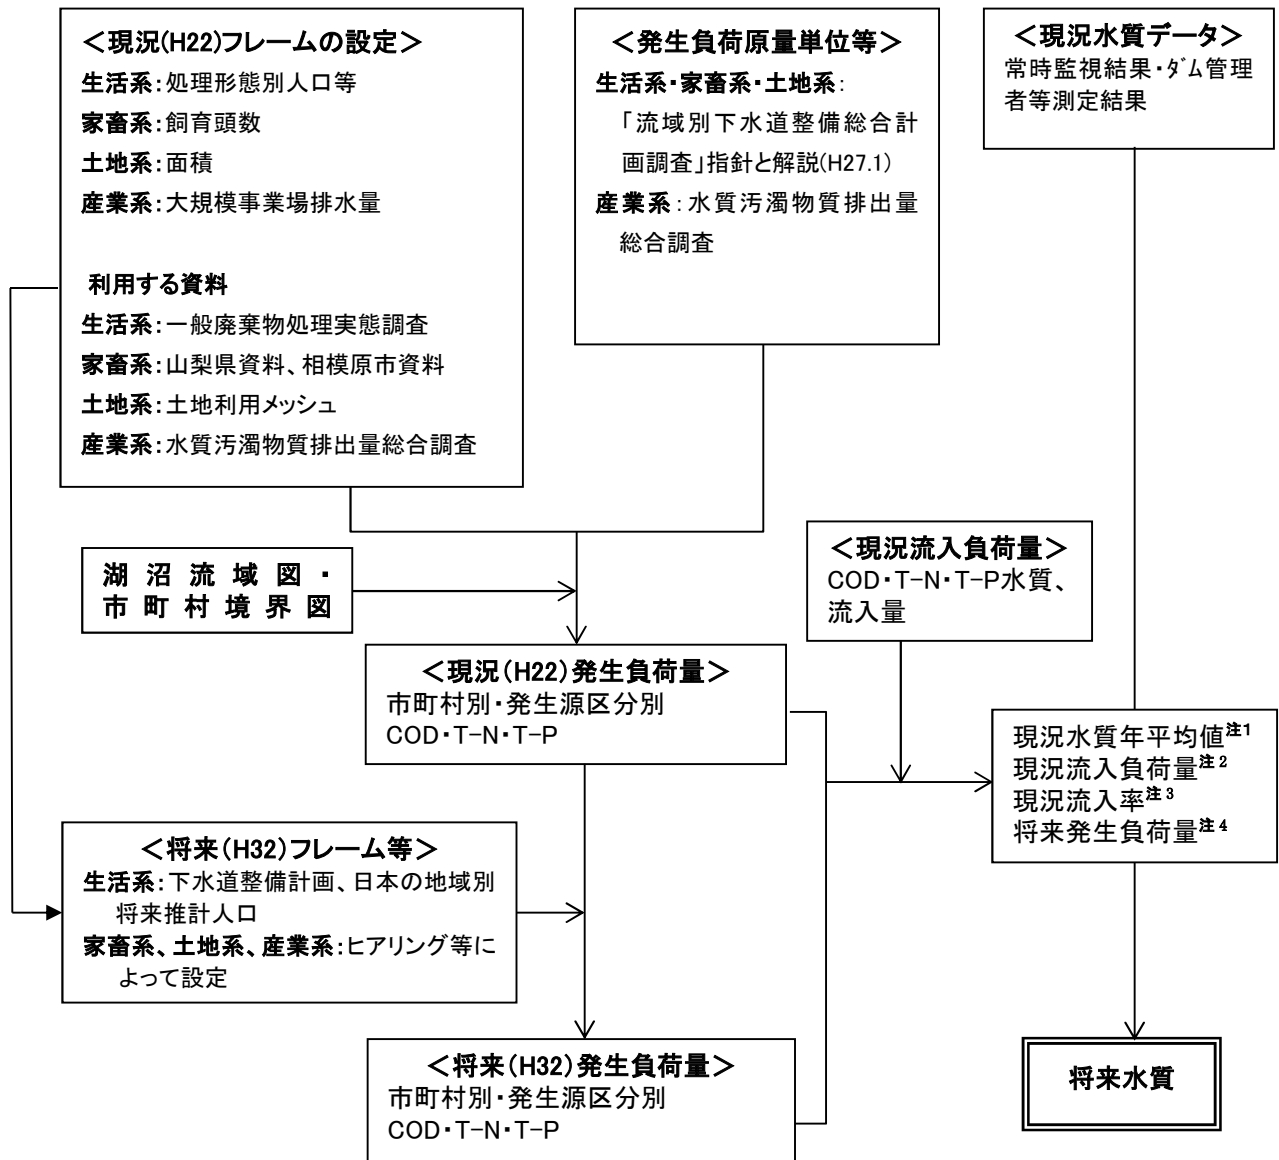 ＜現況(H22)フレームの設定＞
生活系:処理形態別人口等
家畜系:飼育頭数
土地系:面積
産業系:大規模事業場排水量
利用する資料
生活系:一般廃棄物処理実態調査
家畜系:山梨県資料、相模原市資料
土地系:土地利用メッシュ
産業系:水質汚濁物質排出量総合調査
＜発生負荷原量単位等＞
生活系・家畜系・土地系:
「流域別下水道整備総合計
画調査」指針と解説(H27.1)
産業系:水質汚濁物質排出量
総合調査
＜現況水質データ＞
常時監視結果・ダム管理
者等測定結果
湖沼流域図・
市町村境界図
＜現況流入負荷量＞
COD・T-N・T-P水質、
流入量
＜現況(H22)発生負荷量＞
市町村別・発生源区分別
COD・T-N・T-P
現況水質年平均値注1
現況流入負荷量注2
現況流入率注3
将来発生負荷量注4
＜将来(H32)フレーム等＞
生活系:下水道整備計画、日本の地域別
将来推計人口
家畜系、土地系、産業系:ヒアリング等に
よって設定
＜将来(H32)発生負荷量＞
市町村別・発生源区分別
COD・T-N・T-P
将来水質